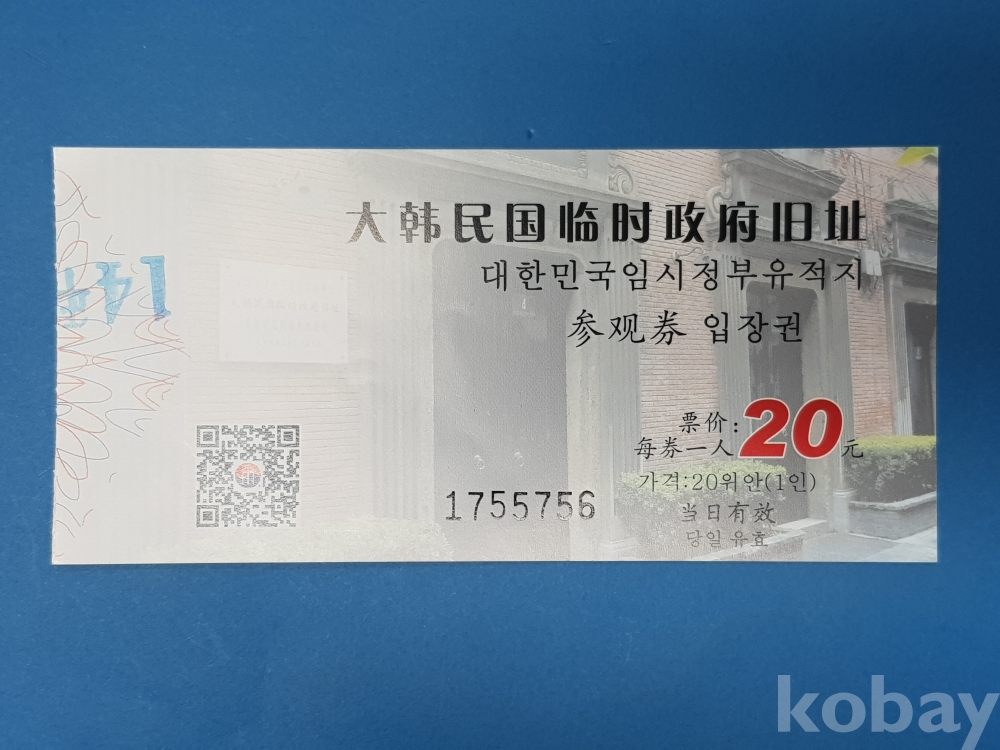 大韩民国临时政府旧址
대한민국임시정부유적지
参观券 입장권
票价:
每券一人 20元
가격:20위안(1인)
当日有效
당일 유효
1755756
kobay